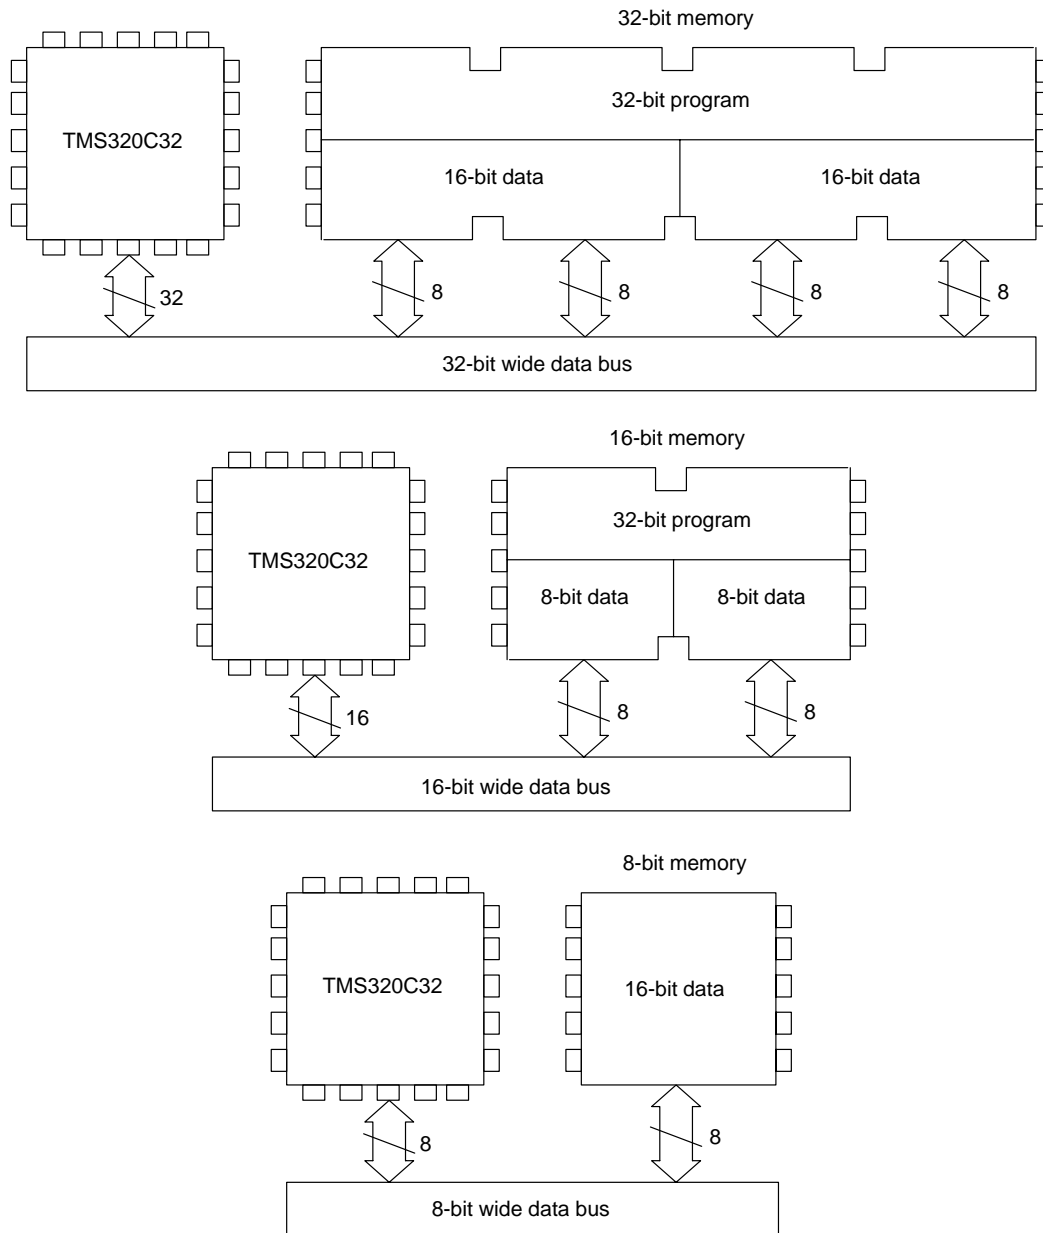 32-bit memory
TMS320C32
32-bit program
16-bit data
16-bit data
32
8
8
8
8
32-bit wide data bus
16-bit memory
TMS320C32
32-bit program
8-bit data
8-bit data
16
8
8
16-bit wide data bus
8-bit memory
TMS320C32
16-bit data
8
8
8-bit wide data bus